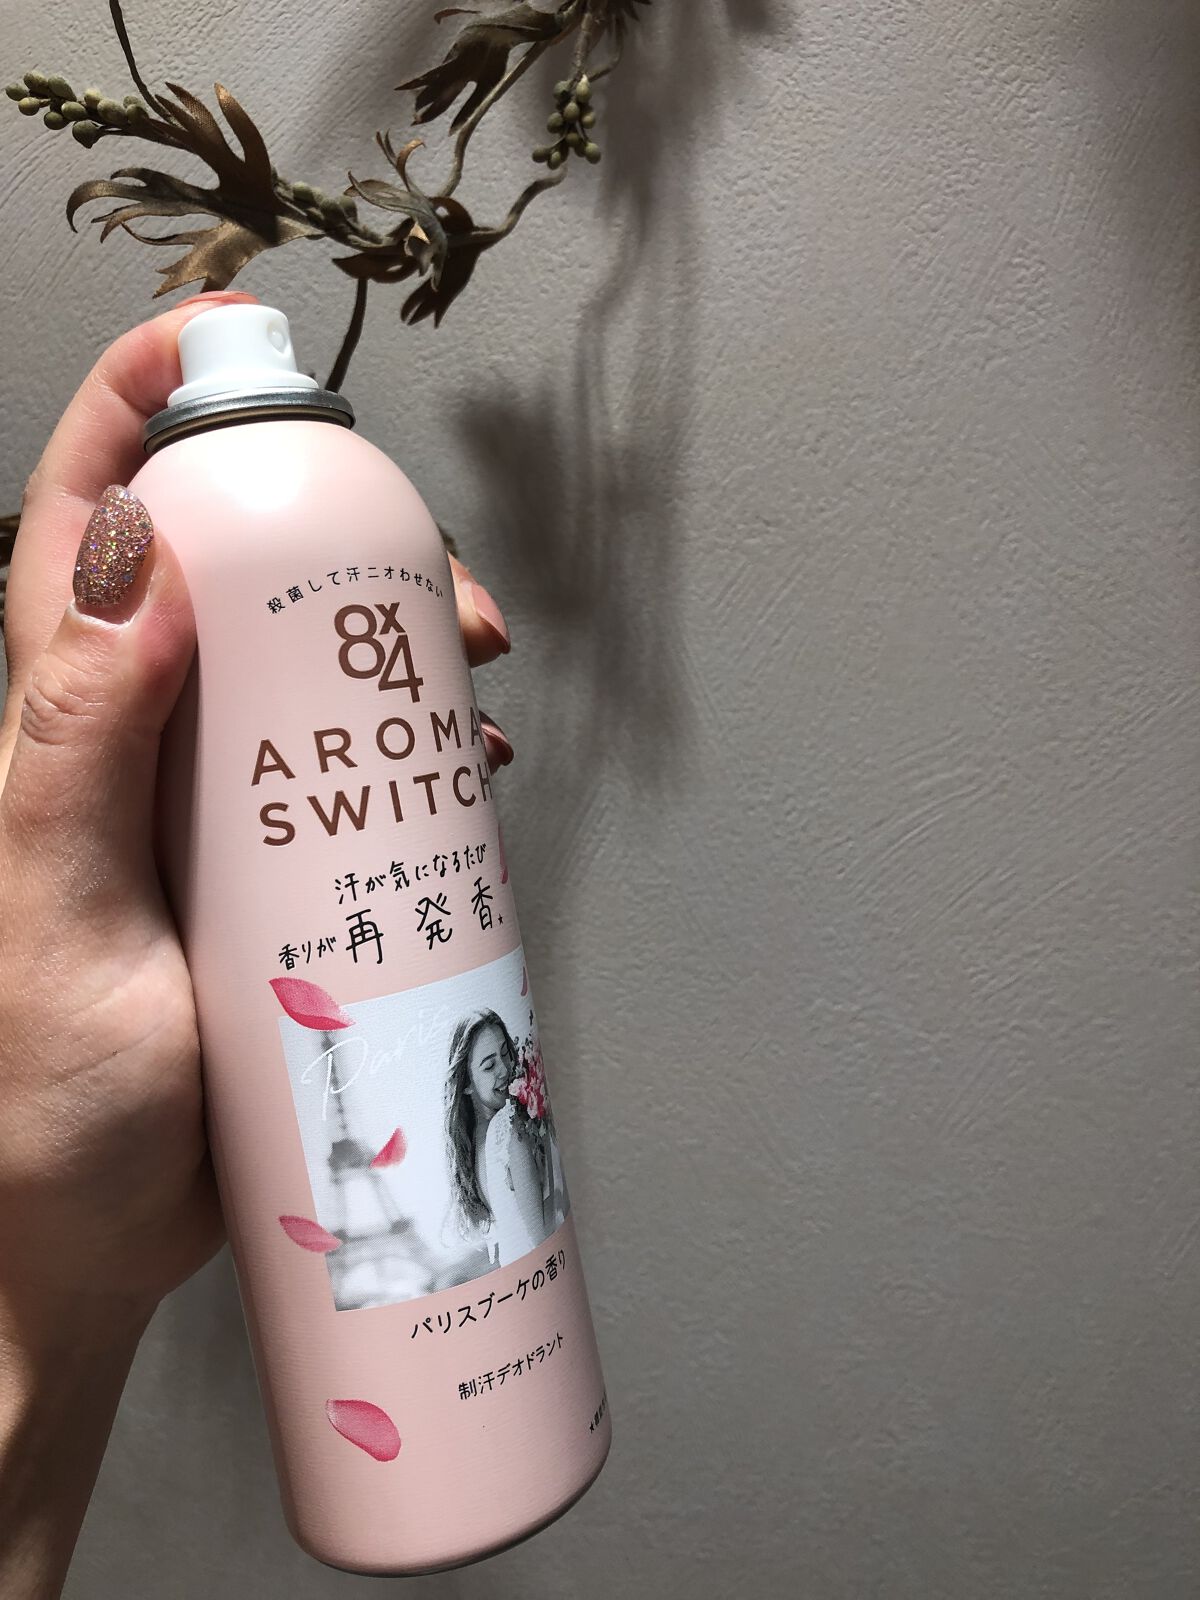 殺菌して汗ニオわせない
8x4
AROMA
SWITCH
汗が気になるたび
香りが再発香★
Paris
パリスブーケの香り
制汗デオドラント